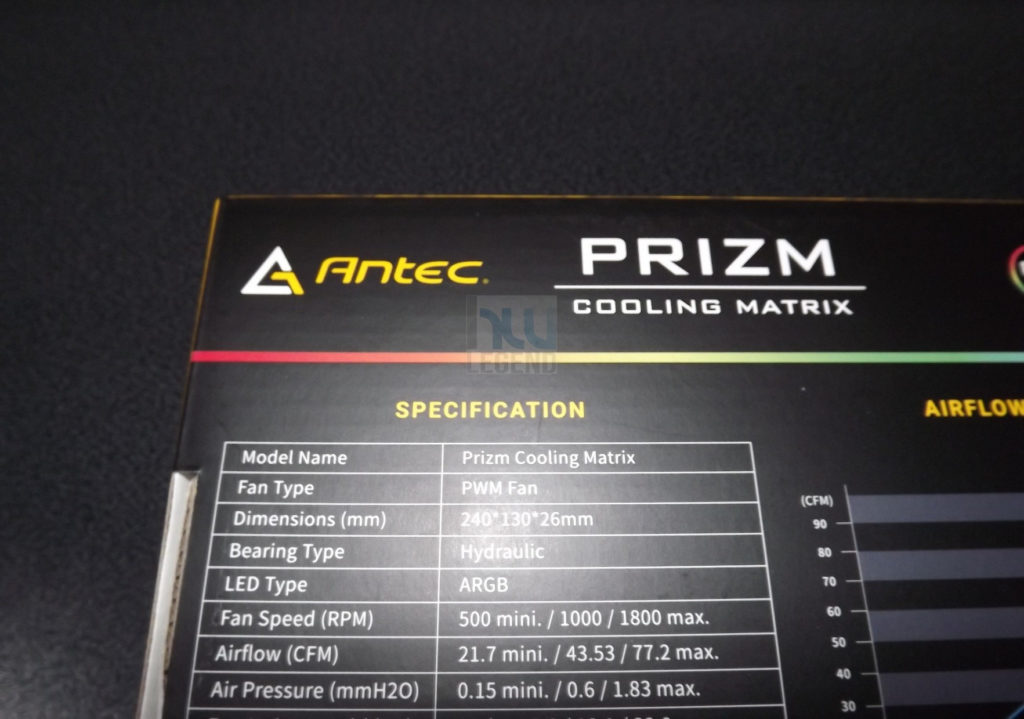 Antec
PRIZM
COOLING MATRIX
LEGEND
SPECIFICATION
AIRFLOW
Model Name Prizm Cooling Matrix
Fan Type PWM Fan
Dimensions (mm) 240*130*26mm
Bearing Type Hydraulic
LED Type ARGB
Fan Speed (RPM) 500 mini. / 1000 / 1800 max.
Airflow (CFM) 21.7 mini. / 43.53 / 77.2 max.
Air Pressure (mmH2O) 0.15 mini. / 0.6 / 1.83 max.
(CFM)
90
80
70
60
50
40
30